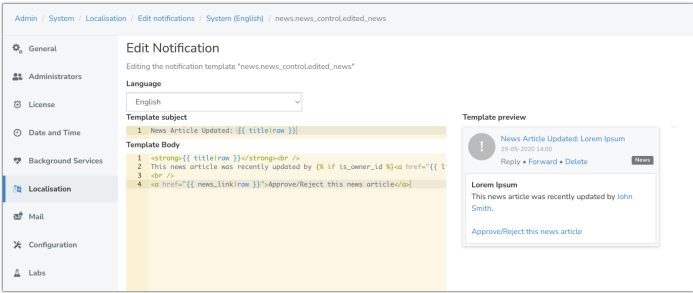 Admin / System / Localisation / Edit notifications / System (English) / news.news_control.edited_news
General
Administrators
License
Date and Time
Background Services
Localisation
Mail
Configuration
Labs
Edit Notification
Editing the notification template "news.news_control.edited_news"
Language
English
Template subject
1 News Article Updated: {{ title|raw }}
Template Body
1 <strong>{{ title|raw }}</strong><br />
2 This news article was recently updated by {% if is_owner_id %}<a href="{{ l
3 <br />
4 <a href="{{ news_link|raw }}">Approve/Reject this news article</a>
Template preview
News Article Updated: Lorem Ipsum
29-05-2020 14:00
Reply • Forward • Delete
News
Lorem Ipsum
This news article was recently updated by John
Smith.
Approve/Reject this news article